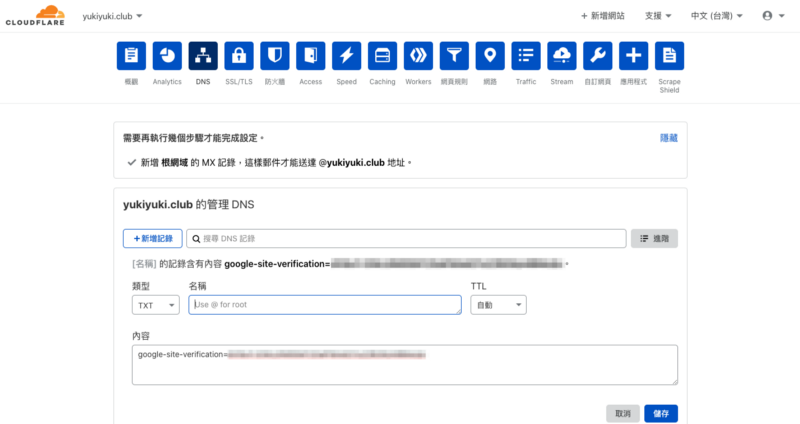 CLOUDFLARE
yukiyuki.club
+ 新增網站
支援
中文 (台灣)
概觀
Analytics
DNS
SSL/TLS
防火牆
Access
Speed
Caching
Workers
網頁規則
網路
Traffic
Stream
自訂網頁
應用程式
Scrape
Shield
需要再執行幾個步驟才能完成設定。
隱藏
新增 根網域 的 MX 記錄，這樣郵件才能送達 @yukiyuki.club 地址。
yukiyuki.club 的管理 DNS
+新增記錄
搜尋 DNS 記錄
進階
[名稱] 的記錄含有內容 google-site-verification=
。
類型
名稱
TTL
TXT
Use @ for root
自動
內容
google-site-verification=
取消
儲存